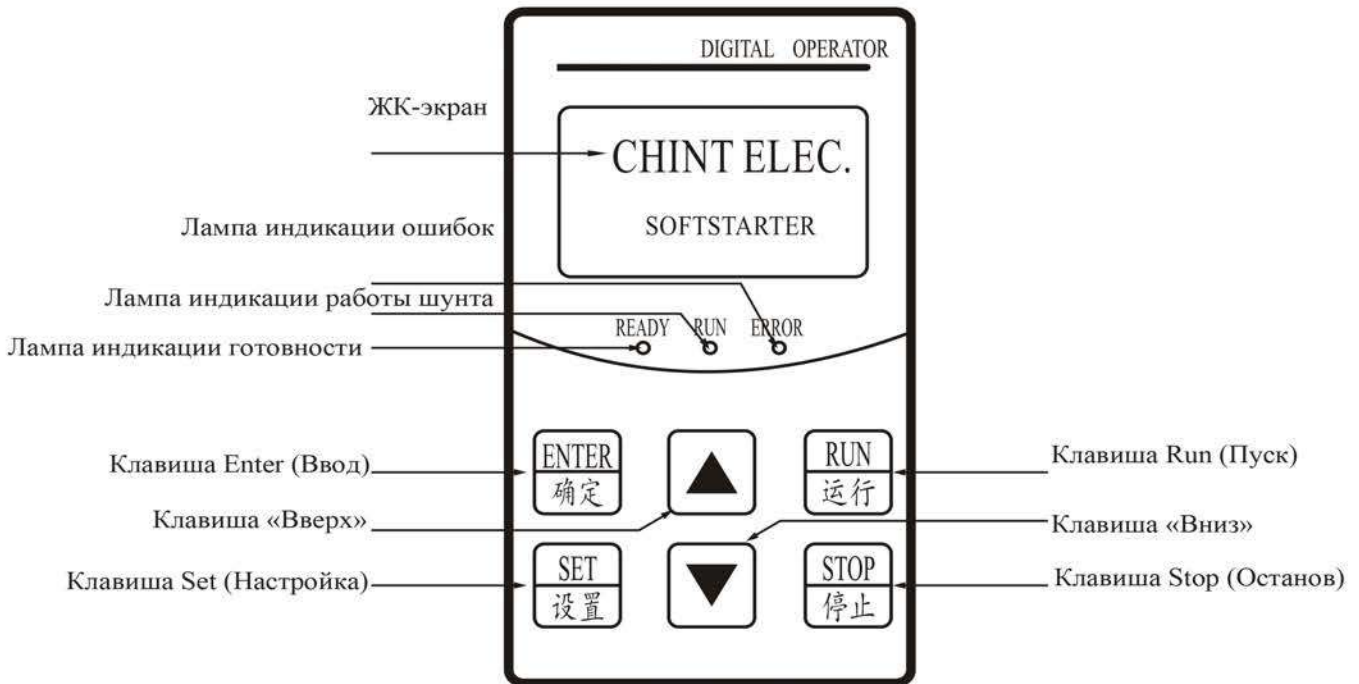 DIGITAL OPERATOR
ЖК-экран
CHINT ELEC.
Лампа индикации ошибок
SOFTSTARTER
Лампа индикации работы шунта
READY RUN ERROR
Лампа индикации готовности
ENTER
确定
RUN
运行
Клавиша Enter (Ввод)
Клавиша Run (Пуск)
Клавиша «Вверх»
Клавиша «Вниз»
SET
设置
STOP
停止
Клавиша Set (Настройка)
Клавиша Stop (Останов)